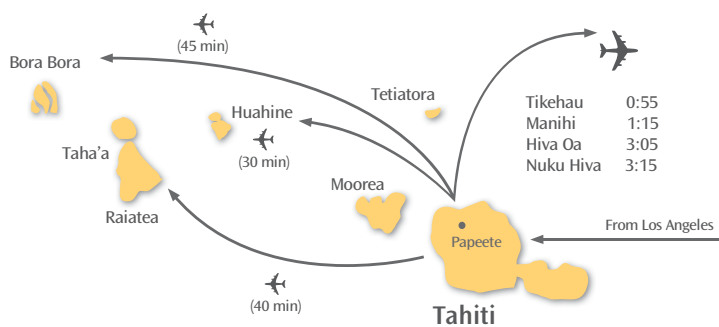 (45 min)
Bora Bora
Tetiatora
Huahine
(30 min)
Taha'a
Raiatea
Moorea
Tikehau 0:55
Manihi 1:15
Hiva Oa 3:05
Nuku Hiva 3:15
From Los Angeles
Papeete
(40 min)
Tahiti